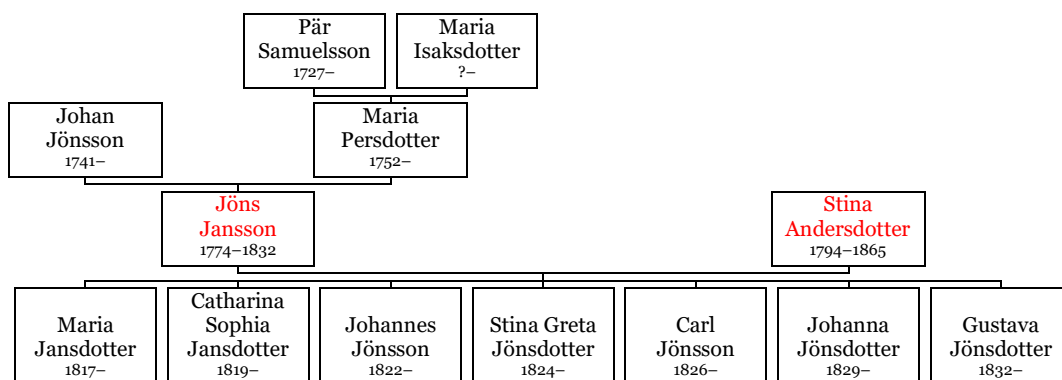 Pär
Samuelsson
1727–
Maria
Isaksdotter
?–
Johan
Jönsson
1741–
Maria
Persdotter
1752–
Jöns
Jansson
1774–1832
Stina
Andersdotter
1794–1865
Maria
Jansdotter
1817–
Catharina
Sophia
Jansdotter
1819–
Johannes
Jönsson
1822–
Stina Greta
Jönsdotter
1824–
Carl
Jönsson
1826–
Johanna
Jönsdotter
1829–
Gustava
Jönsdotter
1832–